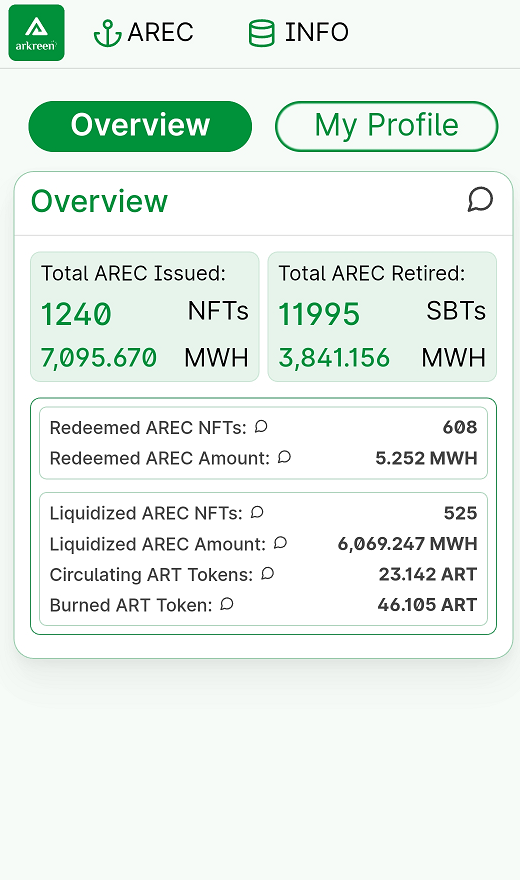 arkreen
AREC
INFO
Overview
My Profile
Overview
Total AREC Issued:
1240 NFTs
7,095.670 MWH
Total AREC Retired:
11995 SBTs
3,841.156 MWH
Redeemed AREC NFTs: 608
Redeemed AREC Amount: 5.252 MWH
Liquidized AREC NFTs: 525
Liquidized AREC Amount: 6,069.247 MWH
Circulating ART Tokens: 23.142 ART
Burned ART Token: 46.105 ART